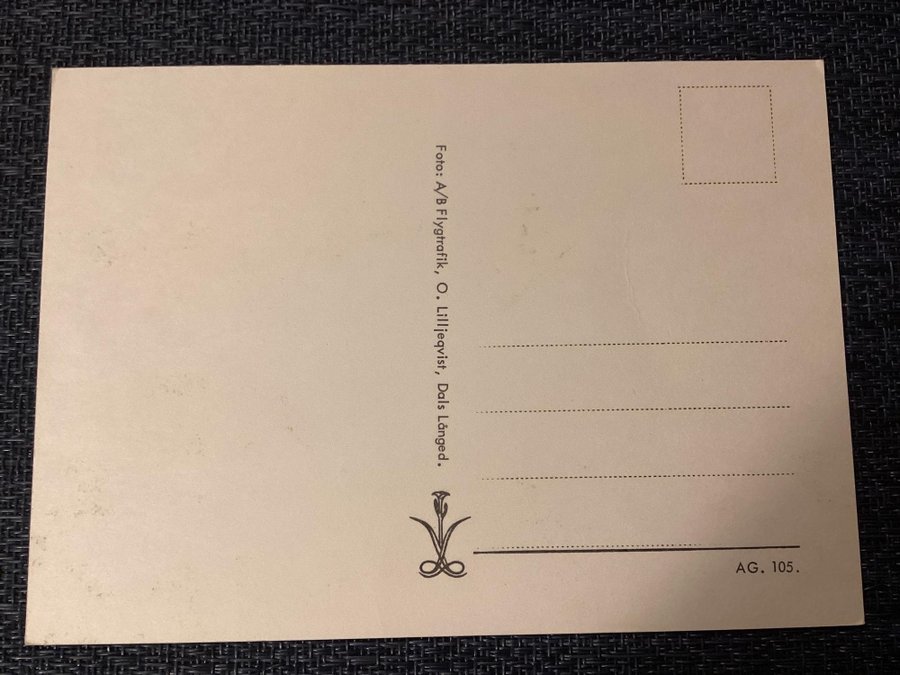 Foto: A/B Flygtrafik, O. Lilljeqvist, Dals Långed.
AG. 105.